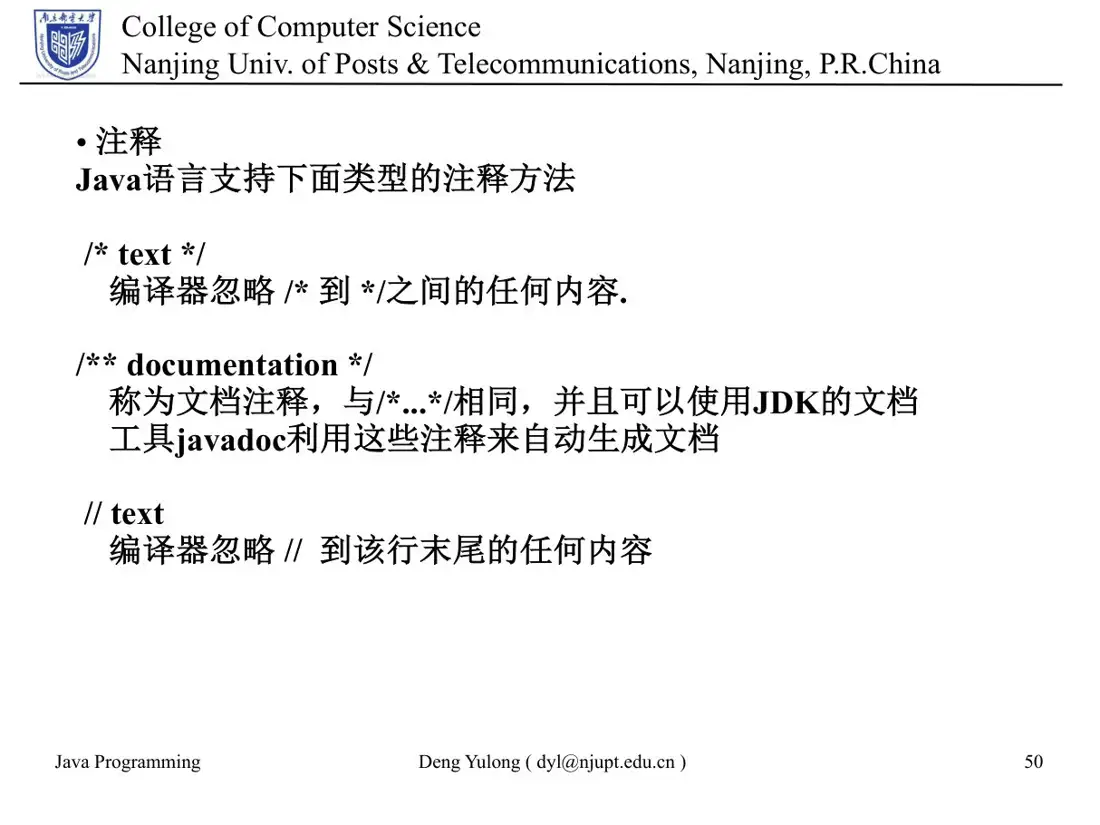 College of Computer Science
Nanjing Univ. of Posts & Telecommunications, Nanjing, P.R.China
• 注释
Java语言支持下面类型的注释方法
/* text */
编译器忽略 /* 到 */之间的任何内容.
/** documentation */
称为文档注释，与/*...*/相同，并且可以使用JDK的文档
工具javadoc利用这些注释来自动生成文档
// text
编译器忽略 // 到该行末尾的任何内容
Java Programming
Deng Yulong ( dyl@njupt.edu.cn )
50